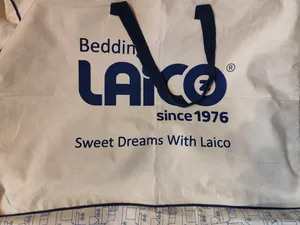 Bedding
LAiCO®
since 1976
Sweet Dreams With Laico